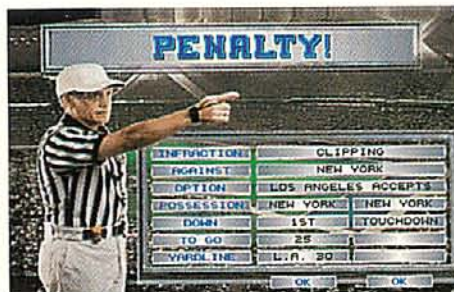 PENALTY!
INFRACTION CLIPPING
AGAINST NEW YORK
OPTION LOS ANGELES ACCEPTS
POSSESSION NEW YORK NEW YORK
DOWN 1ST TOUCHDOWN
TO GO 25
YARDLINE L.A. 30
OK OK